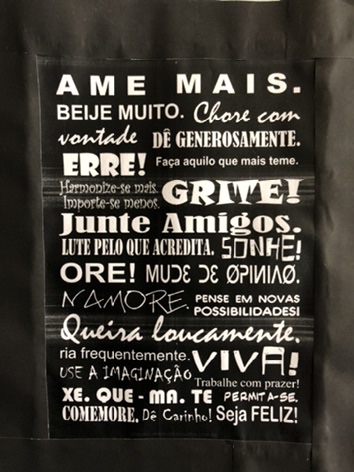 AME MAIS.
BEIJE MUITO. Chore com
vontade DÊ GENEROSAMENTE.
ERRE! Faça aquilo que mais teme.
Harmonize-se mais. GRITE!
Importe-se menos.
Junte Amigos.
LUTE PELO QUE ACREDITA. SONHE!
ORE! MUDE DE OPINIÃO.
NAMORE. PENSE EM NOVAS
POSSIBILIDADES!
Queira loucamente.
ria frequentemente. VIVA!
USE A IMAGINAÇÃO
Trabalhe com prazer!
XE. QUE - MA. TE PERMITA-SE.
COMEMORE. Dê Carinho! Seja FELIZ!